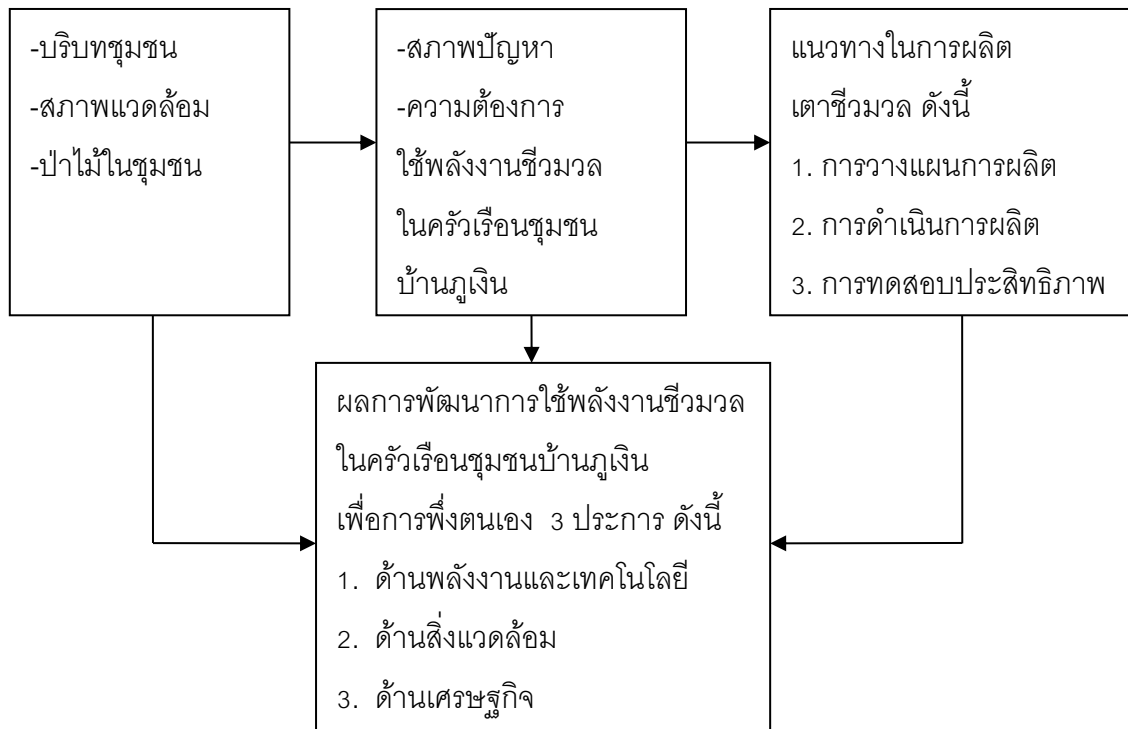 -บริบทชุมชน
-สภาพแวดล้อม
-ป่าไม้ในชุมชน
-สภาพปัญหา
-ความต้องการ
ใช้พลังงานชีวมวล
ในครัวเรือนชุมชน
บ้านภูเงิน
แนวทางในการผลิต
เตาชีวมวล ดังนี้
1. การวางแผนการผลิต
2. การดำเนินการผลิต
3. การทดสอบประสิทธิภาพ
ผลการพัฒนาการใช้พลังงานชีวมวล
ในครัวเรือนชุมชนบ้านภูเงิน
เพื่อการพึ่งตนเอง 3 ประการ ดังนี้
1. ด้านพลังงานและเทคโนโลยี
2. ด้านสิ่งแวดล้อม
3. ด้านเศรษฐกิจ